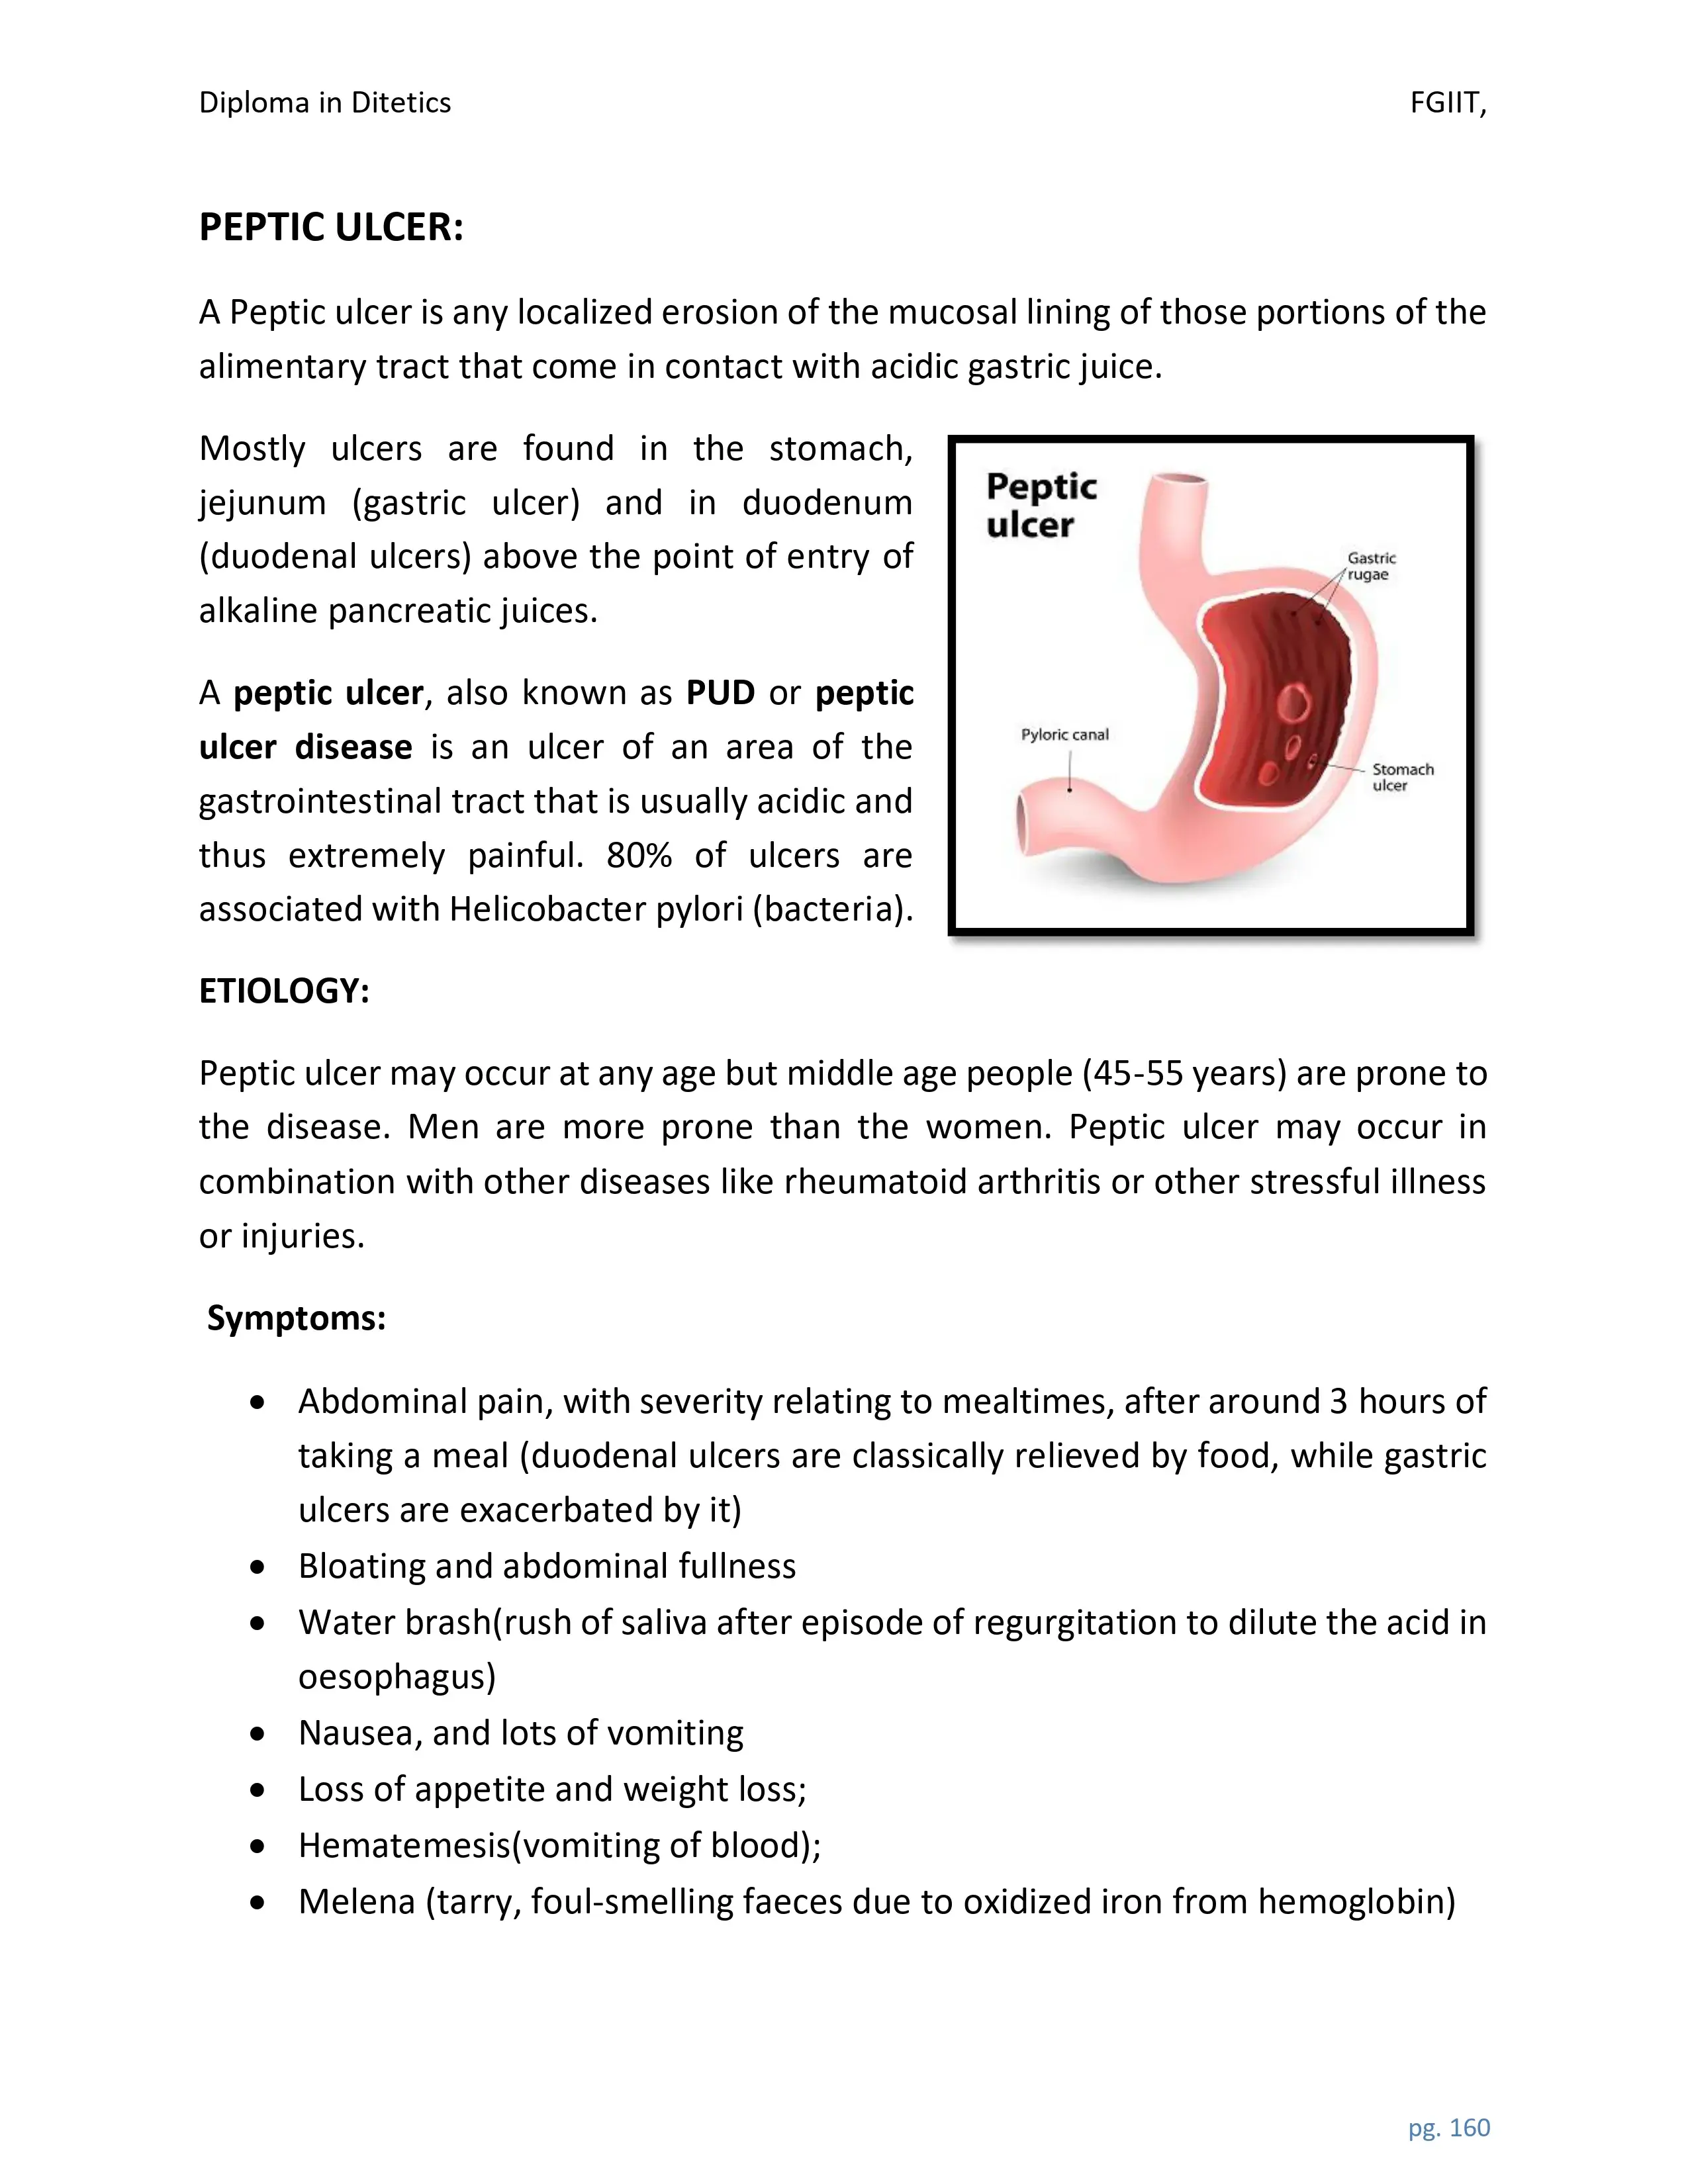 Diploma in Ditetics FGIIT,
PEPTIC ULCER:
A Peptic ulcer is any localized erosion of the mucosal lining of those portions of the
alimentary tract that come in contact with acidic gastric juice.
Mostly ulcers are found in the stomach,
jejunum (gastric ulcer) and in duodenum
(duodenal ulcers) above the point of entry of
alkaline pancreatic juices.
A peptic ulcer, also known as PUD or peptic
ulcer disease is an ulcer of an area of the
gastrointestinal tract that is usually acidic and
thus extremely painful. 80% of ulcers are
associated with Helicobacter pylori (bacteria).
Peptic
ulcer
Gastric
rugae
Pyloric canal
Stomach
ulcer
ETIOLOGY:
Peptic ulcer may occur at any age but middle age people (45-55 years) are prone to
the disease. Men are more prone than the women. Peptic ulcer may occur in
combination with other diseases like rheumatoid arthritis or other stressful illness
or injuries.
Symptoms:
• Abdominal pain, with severity relating to mealtimes, after around 3 hours of
taking a meal (duodenal ulcers are classically relieved by food, while gastric
ulcers are exacerbated by it)
• Bloating and abdominal fullness
• Water brash(rush of saliva after episode of regurgitation to dilute the acid in
oesophagus)
• Nausea, and lots of vomiting
• Loss of appetite and weight loss;
• Hematemesis(vomiting of blood);
• Melena (tarry, foul-smelling faeces due to oxidized iron from hemoglobin)
pg. 160